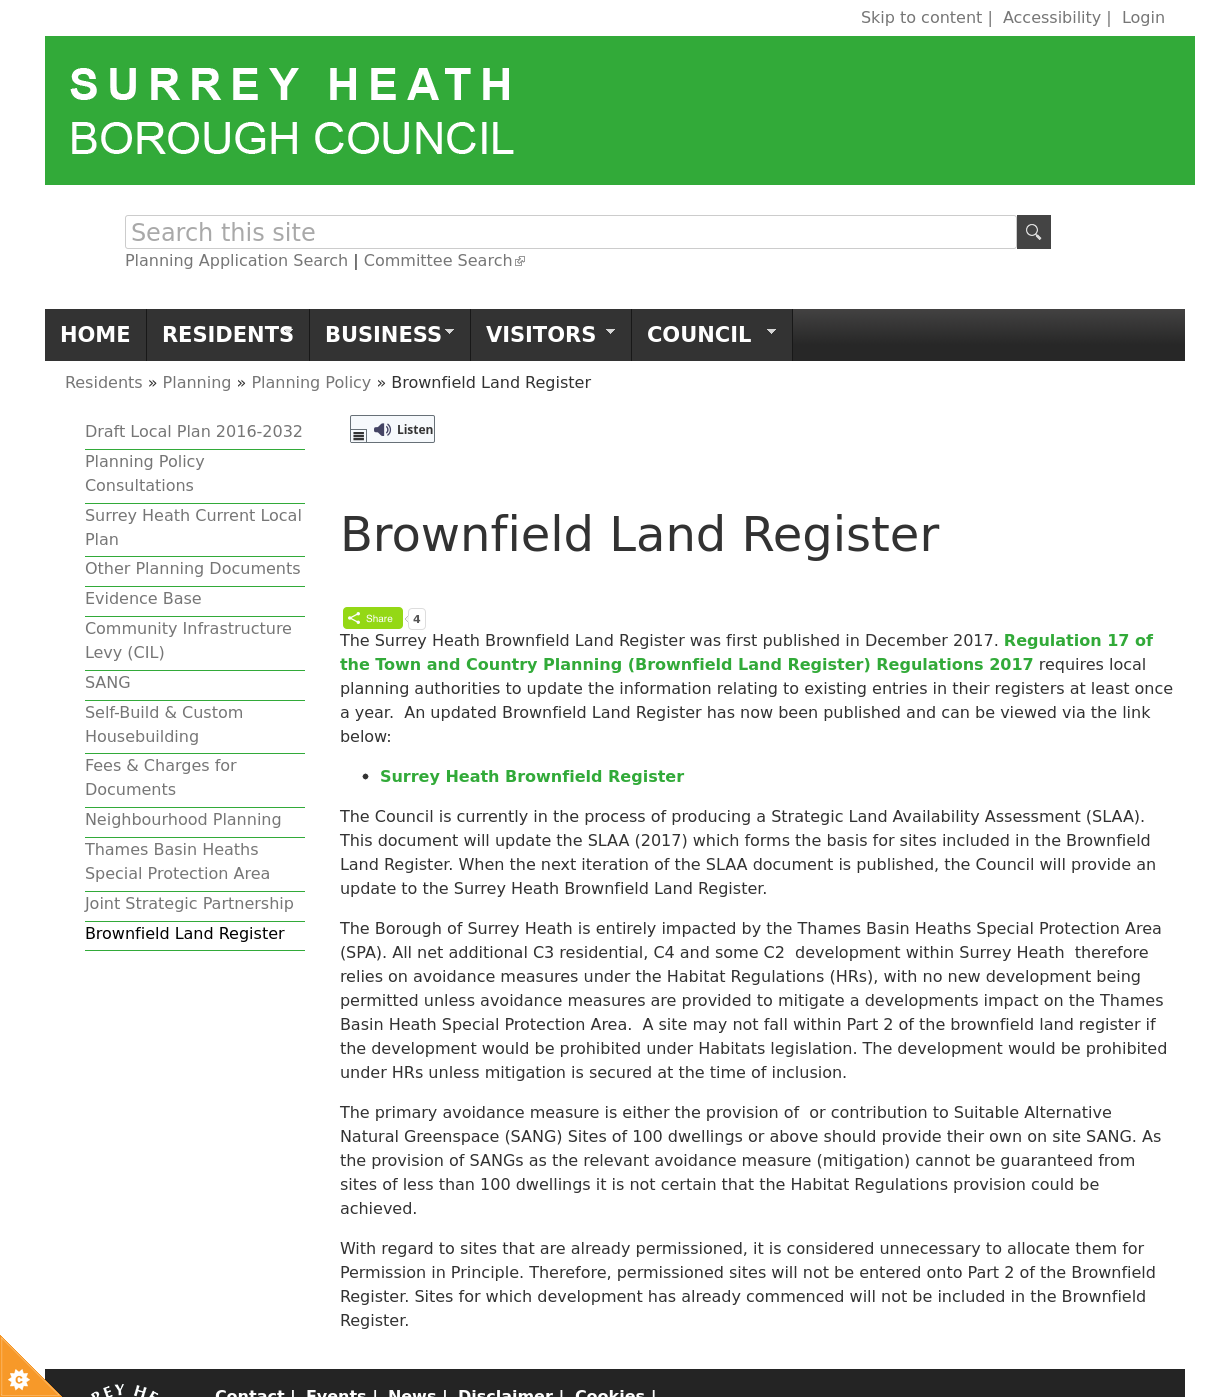 Skip to content | Accessibility | Login
SURREY HEATH
BOROUGH COUNCIL
Search this site
Planning Application Search | Committee Search
HOME RESIDENTS BUSINESS VISITORS COUNCIL
Residents » Planning » Planning Policy » Brownfield Land Register
Draft Local Plan 2016-2032
Planning Policy
Consultations
Surrey Heath Current Local
Plan
Other Planning Documents
Evidence Base
Community Infrastructure
Levy (CIL)
SANG
Self-Build & Custom
Housebuilding
Fees & Charges for
Documents
Neighbourhood Planning
Thames Basin Heaths
Special Protection Area
Joint Strategic Partnership
Brownfield Land Register
Listen
Brownfield Land Register
Share 4
The Surrey Heath Brownfield Land Register was first published in December 2017. Regulation 17 of
the Town and Country Planning (Brownfield Land Register) Regulations 2017 requires local
planning authorities to update the information relating to existing entries in their registers at least once
a year.  An updated Brownfield Land Register has now been published and can be viewed via the link
below:
• Surrey Heath Brownfield Register
The Council is currently in the process of producing a Strategic Land Availability Assessment (SLAA).
This document will update the SLAA (2017) which forms the basis for sites included in the Brownfield
Land Register. When the next iteration of the SLAA document is published, the Council will provide an
update to the Surrey Heath Brownfield Land Register.
The Borough of Surrey Heath is entirely impacted by the Thames Basin Heaths Special Protection Area
(SPA). All net additional C3 residential, C4 and some C2  development within Surrey Heath  therefore
relies on avoidance measures under the Habitat Regulations (HRs), with no new development being
permitted unless avoidance measures are provided to mitigate a developments impact on the Thames
Basin Heath Special Protection Area.  A site may not fall within Part 2 of the brownfield land register if
the development would be prohibited under Habitats legislation. The development would be prohibited
under HRs unless mitigation is secured at the time of inclusion.
The primary avoidance measure is either the provision of  or contribution to Suitable Alternative
Natural Greenspace (SANG) Sites of 100 dwellings or above should provide their own on site SANG. As
the provision of SANGs as the relevant avoidance measure (mitigation) cannot be guaranteed from
sites of less than 100 dwellings it is not certain that the Habitat Regulations provision could be
achieved.
With regard to sites that are already permissioned, it is considered unnecessary to allocate them for
Permission in Principle. Therefore, permissioned sites will not be entered onto Part 2 of the Brownfield
Register. Sites for which development has already commenced will not be included in the Brownfield
Register.
Contact | Events | News | Disclaimer | Cookies |